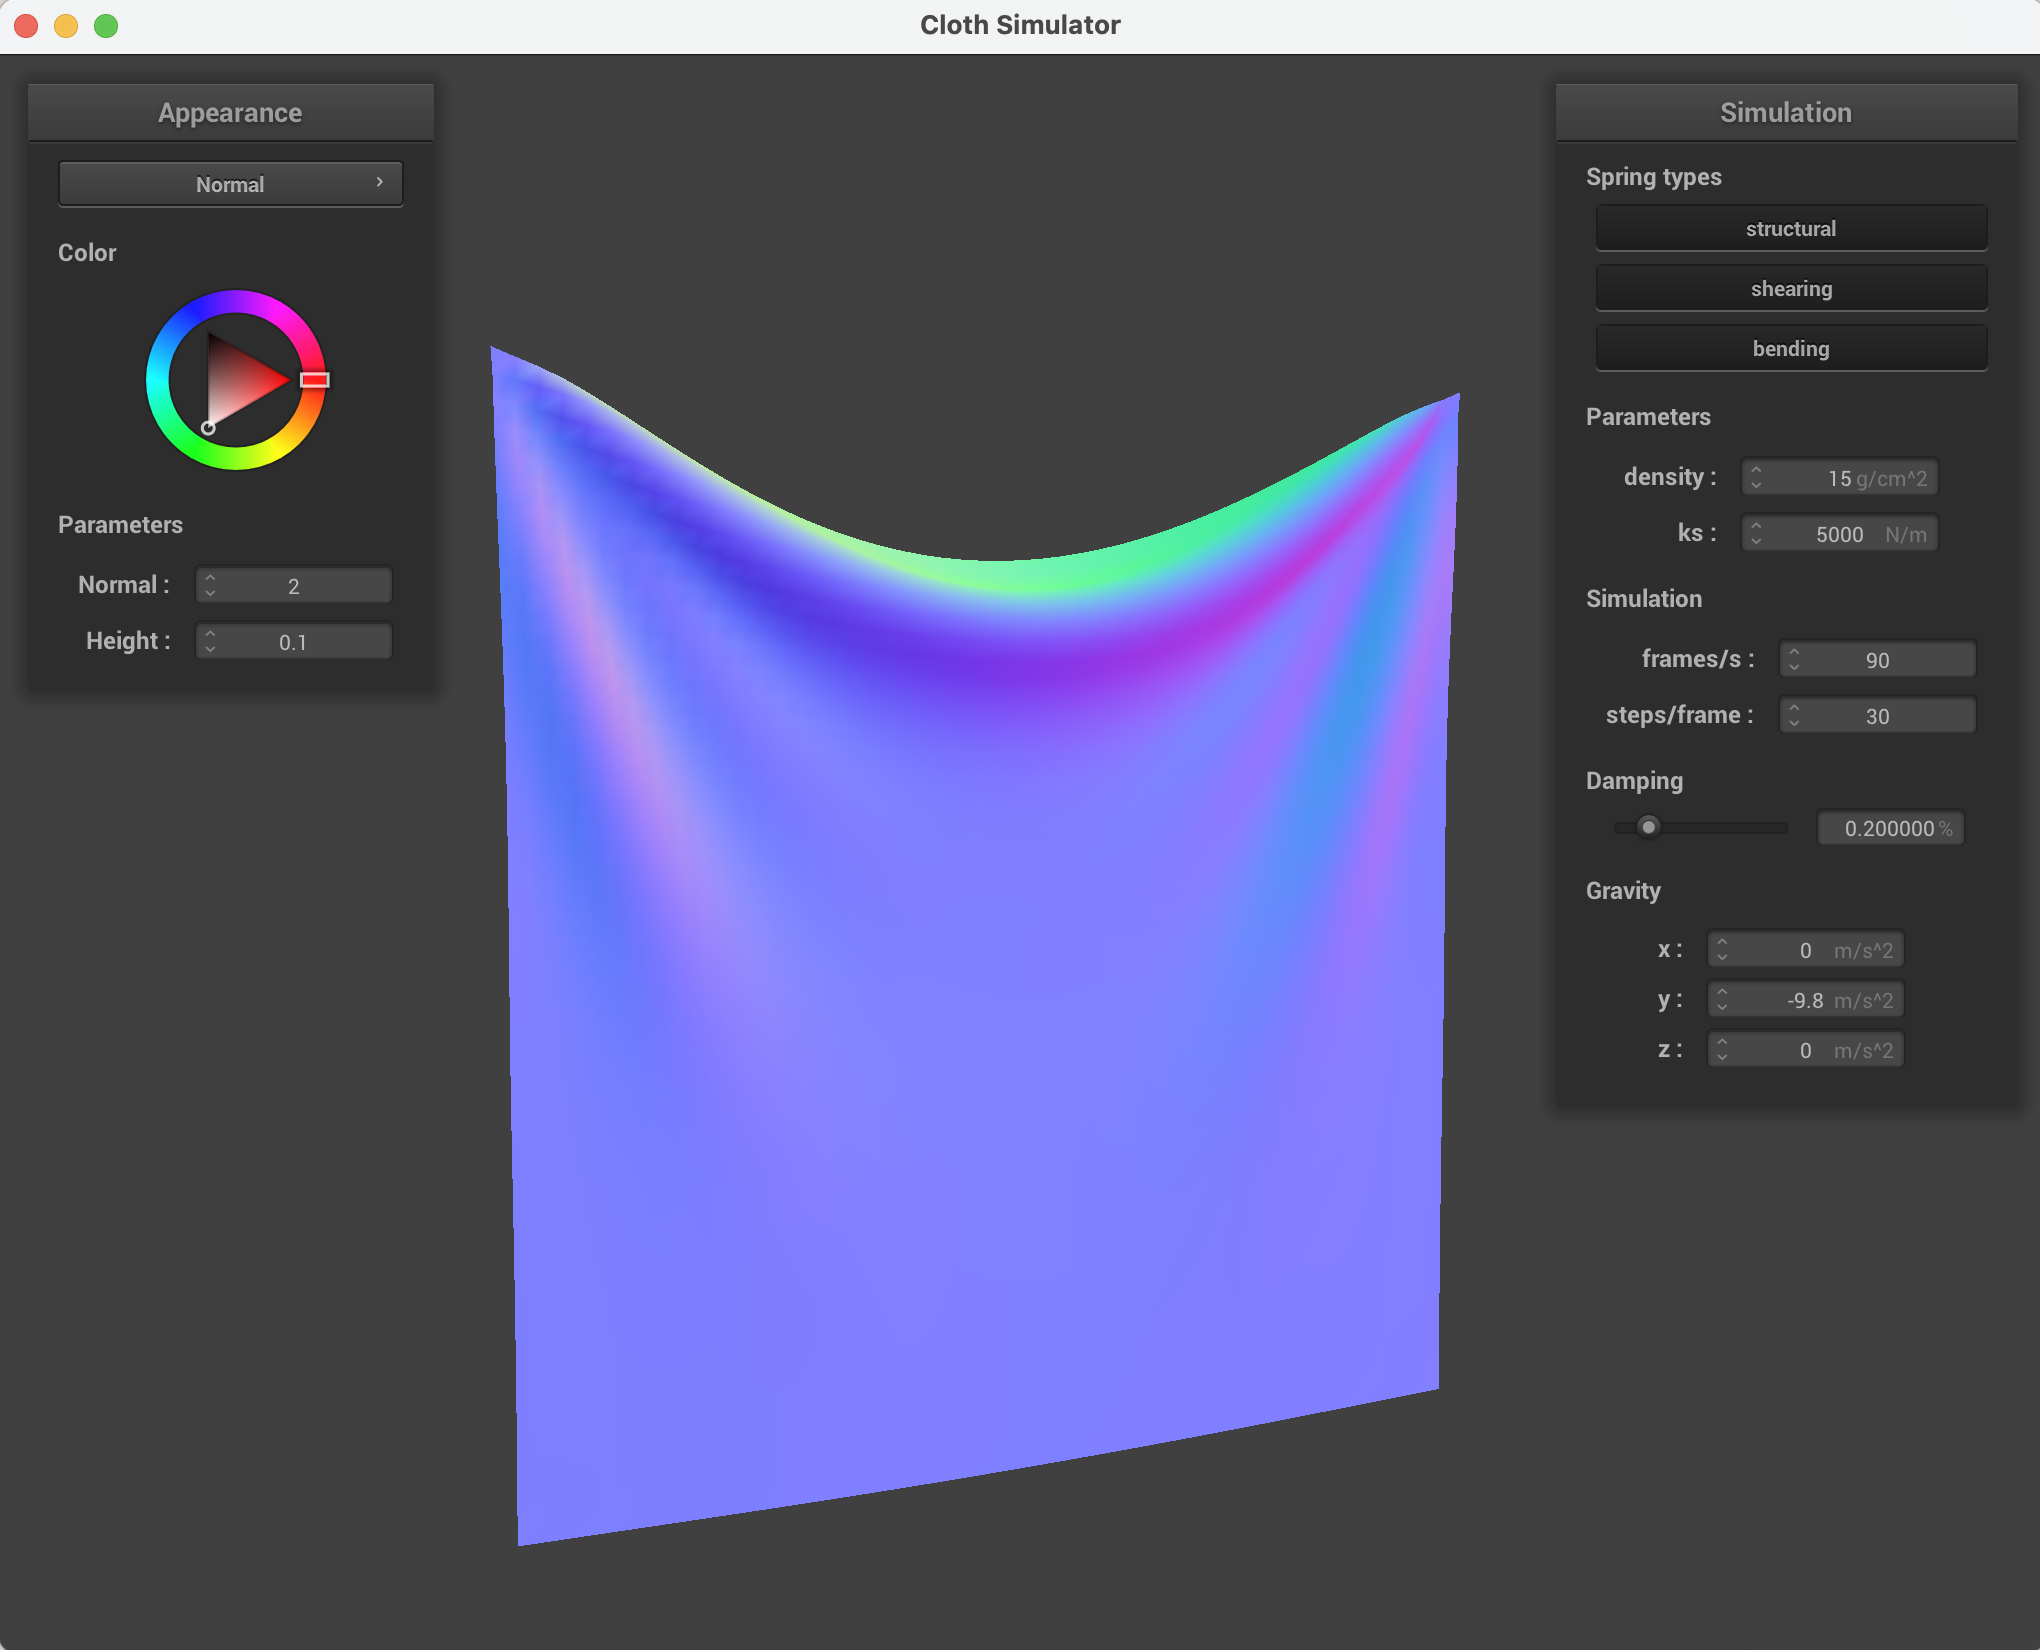 Cloth Simulator
Appearance
Normal
Color
Parameters
Normal : 2
Height : 0.1
Simulation
Spring types
structural
shearing
bending
Parameters
density : 15 g/cm^2
ks : 5000 N/m
Simulation
frames/s : 90
steps/frame : 30
Damping
0.200000 %
Gravity
x : 0 m/s^2
y : -9.8 m/s^2
z : 0 m/s^2